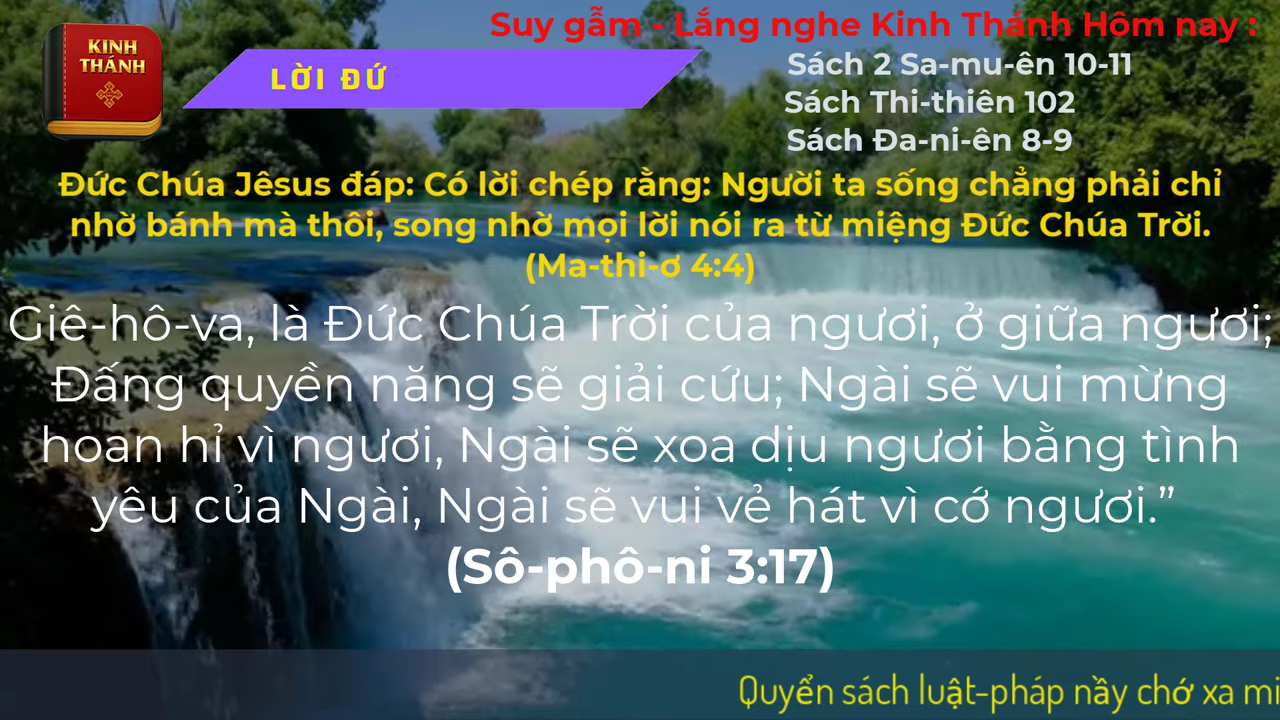 Suy gẫm - Lắng nghe Kinh Thánh Hôm nay :
KINH
THÁNH
LỜI ĐỨ
Sách 2 Sa-mu-ên 10-11
Sách Thi-thiên 102
Sách Đa-ni-ên 8-9
Đức Chúa Jêsus đáp: Có lời chép rằng: Người ta sống chẳng phải chỉ
nhờ bánh mà thôi, song nhờ mọi lời nói ra từ miệng Đức Chúa Trời.
(Ma-thi-ơ 4:4)
Giê-hô-va, là Đức Chúa Trời của ngươi, ở giữa ngươi;
Đấng quyền năng sẽ giải cứu; Ngài sẽ vui mừng
hoan hỉ vì ngươi, Ngài sẽ xoa dịu ngươi bằng tình
yêu của Ngài, Ngài sẽ vui vẻ hát vì cớ ngươi.”
(Sô-phô-ni 3:17)
Quyển sách luật-pháp nầy chớ xa mi